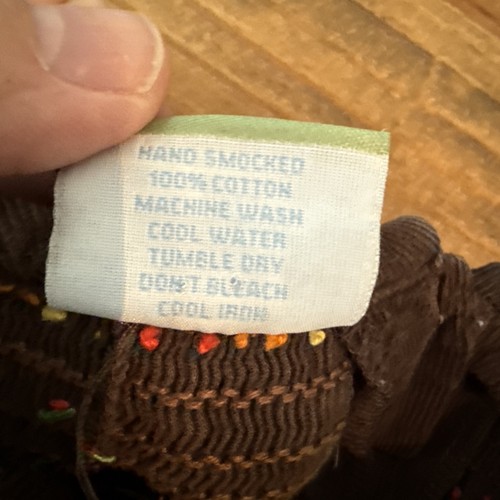 HAND SMOCKED
100% COTTON
MACHINE WASH
COOL WATER
TUMBLE DRY
DON'T BLEACH
COOL IRON